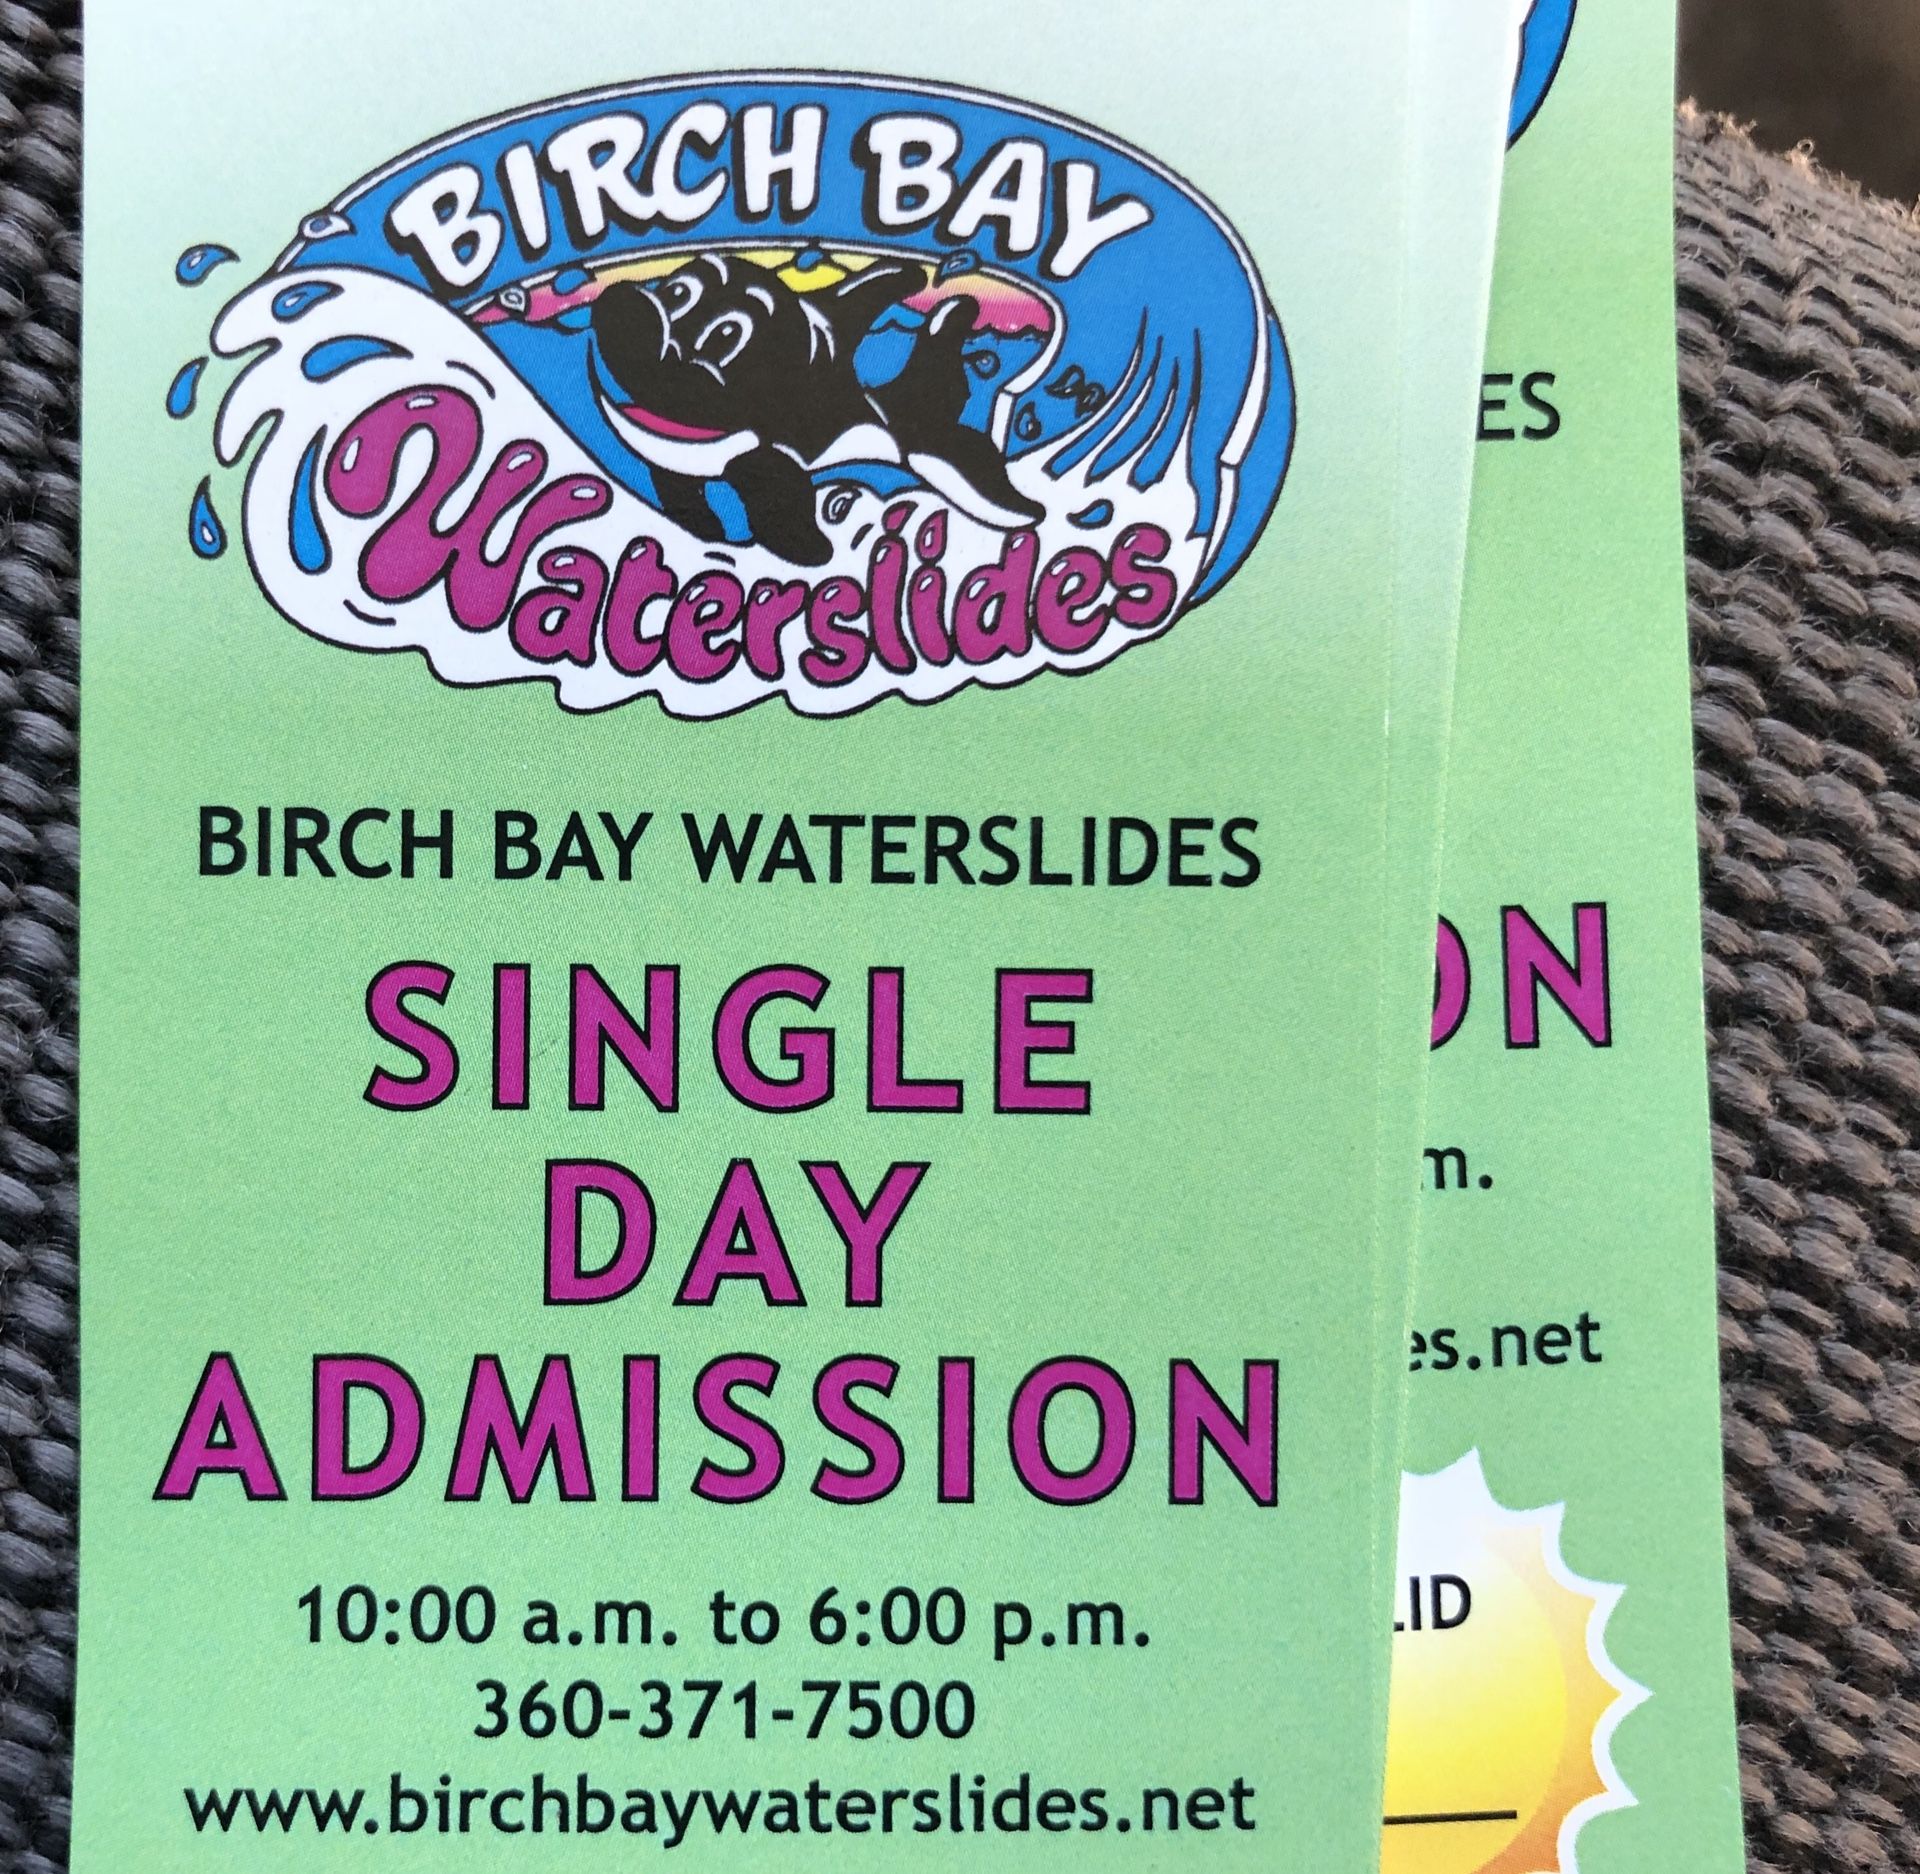 BIRCH BAY
Waterslides
BIRCH BAY WATERSLIDES
SINGLE
DAY
ADMISSION
10:00 a.m. to 6:00 p.m.
360-371-7500
www.birchbaywaterslides.net
ES
ON
m.
es.net
LID